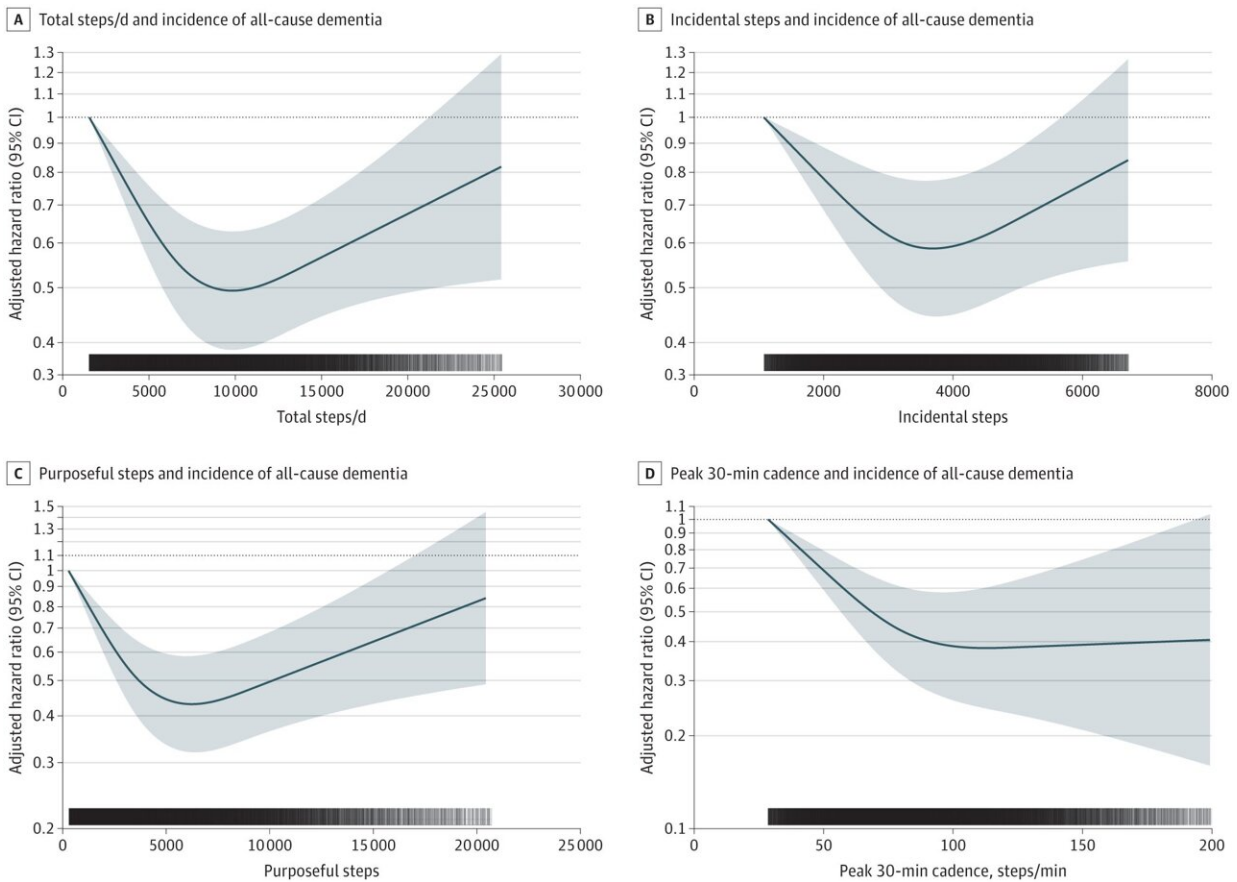 A Total steps/d and incidence of all-cause dementia
1.3
1.2
1.1
1
0.9
0.8
0.7
0.6
0.5
0.4
0.3
Adjusted hazard ratio (95% CI)
0 5000 10000 15000 20000 25000 30000
Total steps/d
B Incidental steps and incidence of all-cause dementia
1.3
1.2
1.1
1
0.9
0.8
0.7
0.6
0.5
0.4
0.3
Adjusted hazard ratio (95% CI)
0 2000 4000 6000 8000
Incidental steps
C Purposeful steps and incidence of all-cause dementia
1.5
1.3
1.1
1
0.9
0.8
0.7
0.6
0.5
0.4
0.3
0.2
Adjusted hazard ratio (95% CI)
0 5000 10000 15000 20000 25000
Purposeful steps
D Peak 30-min cadence and incidence of all-cause dementia
1.1
1
0.9
0.8
0.7
0.6
0.5
0.4
0.3
0.2
0.1
Adjusted hazard ratio (95% CI)
0 50 100 150 200
Peak 30-min cadence, steps/min